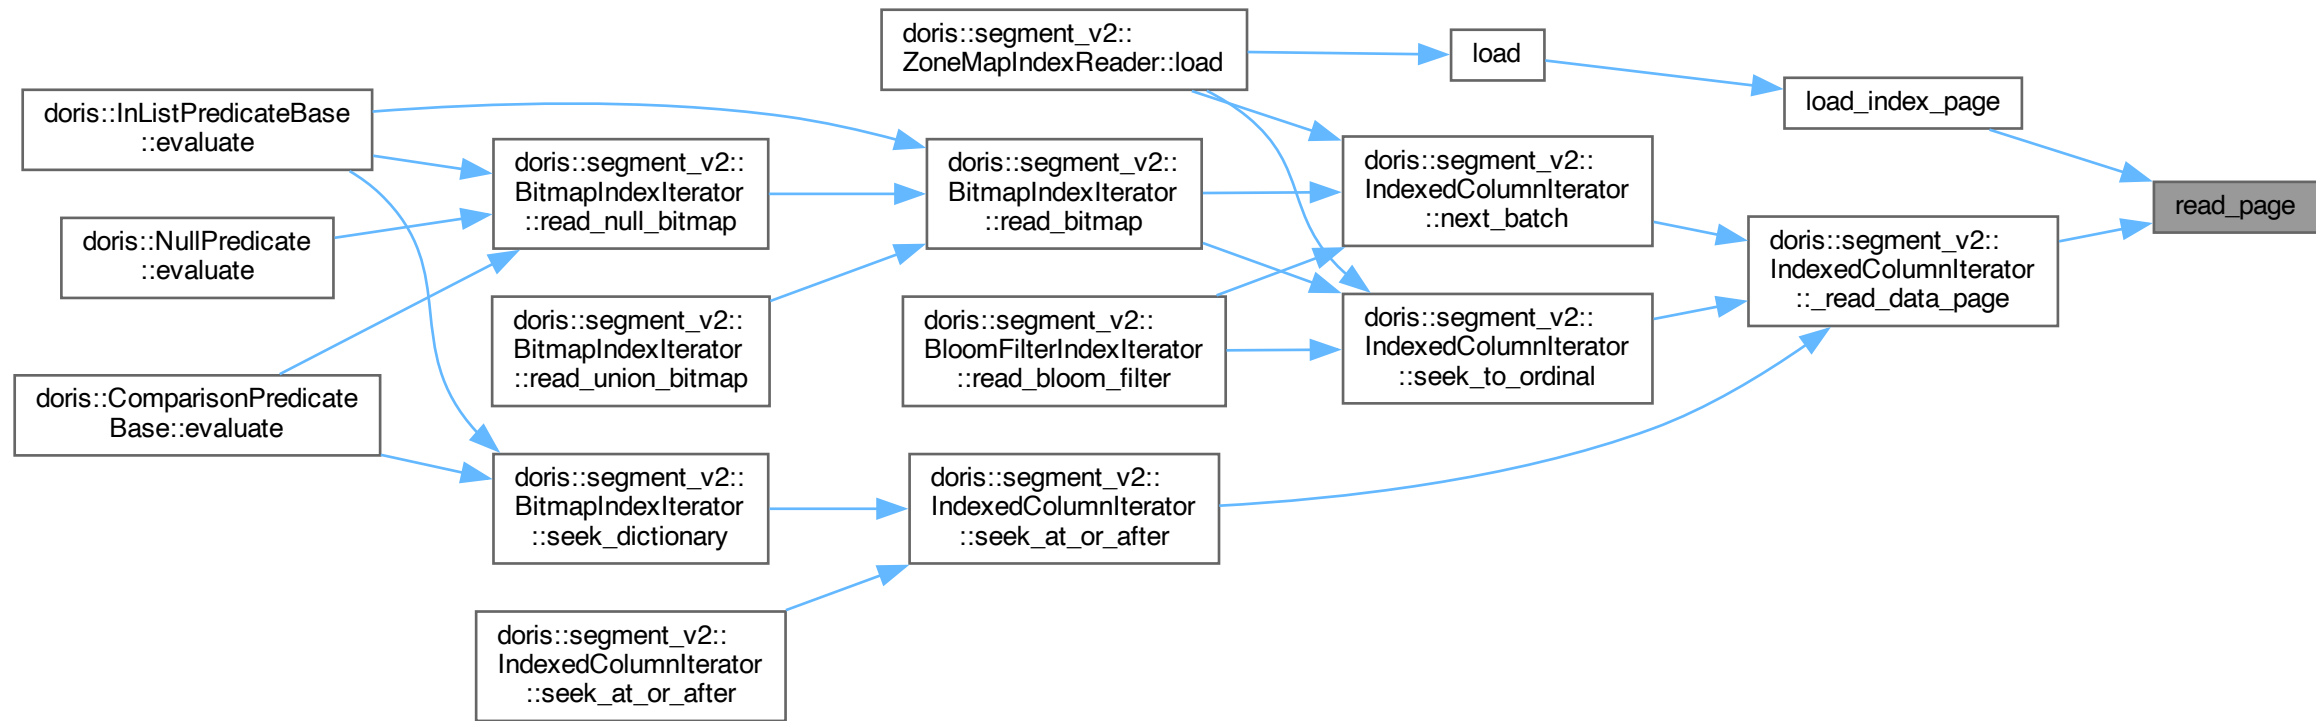 doris::segment_v2::
ZoneMapIndexReader::load
load
load_index_page
doris::InListPredicateBase
::evaluate
doris::segment_v2::
BitmapIndexIterator
::read_null_bitmap
doris::segment_v2::
BitmapIndexIterator
::read_bitmap
doris::segment_v2::
IndexedColumnIterator
::next_batch
read_page
doris::NullPredicate
::evaluate
doris::segment_v2::
IndexedColumnIterator
::_read_data_page
doris::segment_v2::
BitmapIndexIterator
::read_union_bitmap
doris::segment_v2::
BloomFilterIndexIterator
::read_bloom_filter
doris::segment_v2::
IndexedColumnIterator
::seek_to_ordinal
doris::ComparisonPredicate
Base::evaluate
doris::segment_v2::
BitmapIndexIterator
::seek_dictionary
doris::segment_v2::
IndexedColumnIterator
::seek_at_or_after
doris::segment_v2::
IndexedColumnIterator
::seek_at_or_after